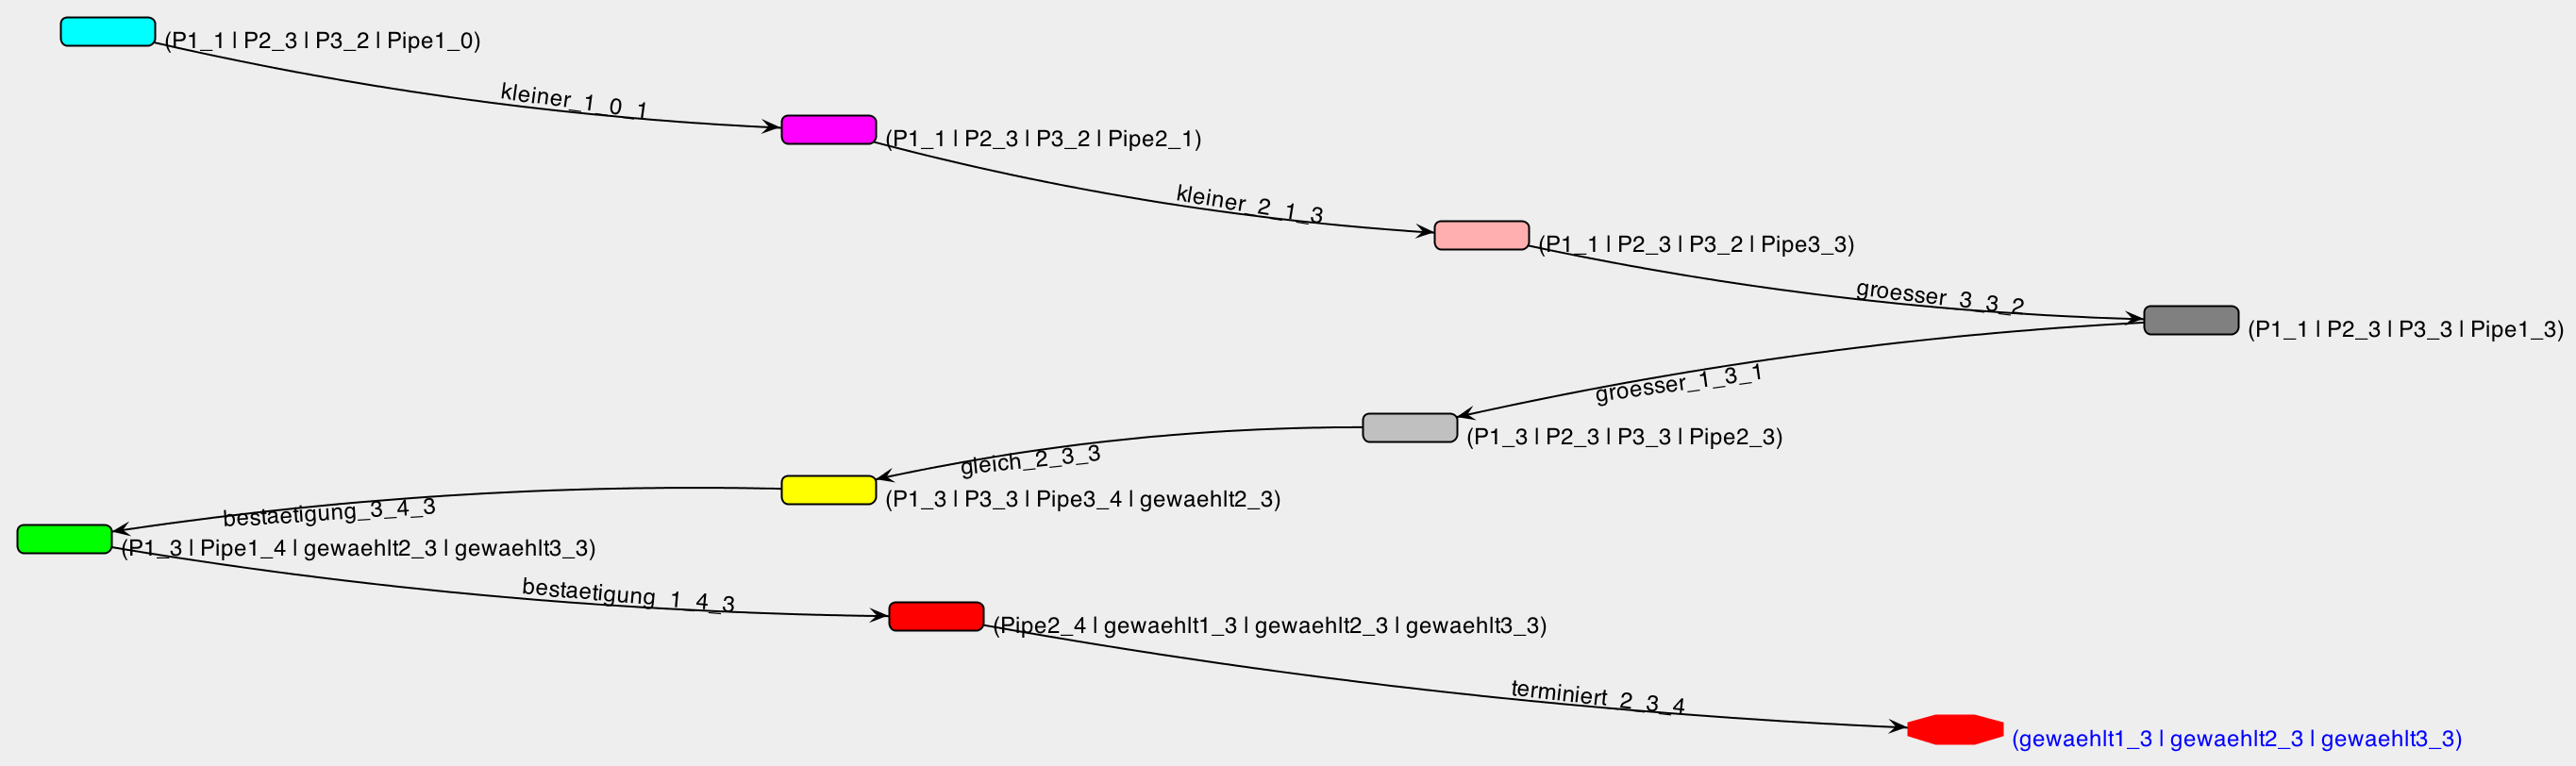 (P1_1 | P2_3 | P3_2 | Pipe1_0)
kleiner_1_0_1
(P1_1 | P2_3 | P3_2 | Pipe2_1)
kleiner_2_1_3
(P1_1 | P2_3 | P3_2 | Pipe3_3)
groesser_3_3_2
(P1_1 | P2_3 | P3_3 | Pipe1_3)
groesser_1_3_1
(P1_3 | P2_3 | P3_3 | Pipe2_3)
gleich_2_3_3
(P1_3 | P3_3 | Pipe3_4 | gewaehlt2_3)
bestaetigung_3_4_3
(P1_3 | Pipe1_4 | gewaehlt2_3 | gewaehlt3_3)
bestaetigung_1_4_3
(Pipe2_4 | gewaehlt1_3 | gewaehlt2_3 | gewaehlt3_3)
terminiert_2_3_4
(gewaehlt1_3 | gewaehlt2_3 | gewaehlt3_3)